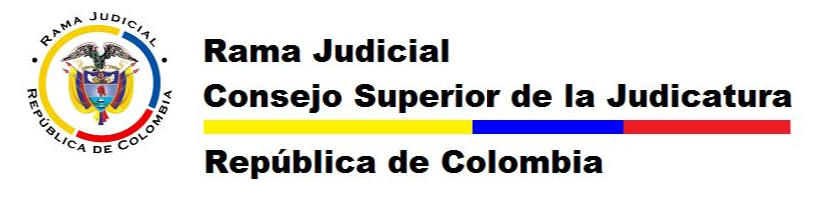 RAMA JUDICIAL
REPÚBLICA DE COLOMBIA
Rama Judicial
Consejo Superior de la Judicatura
República de Colombia